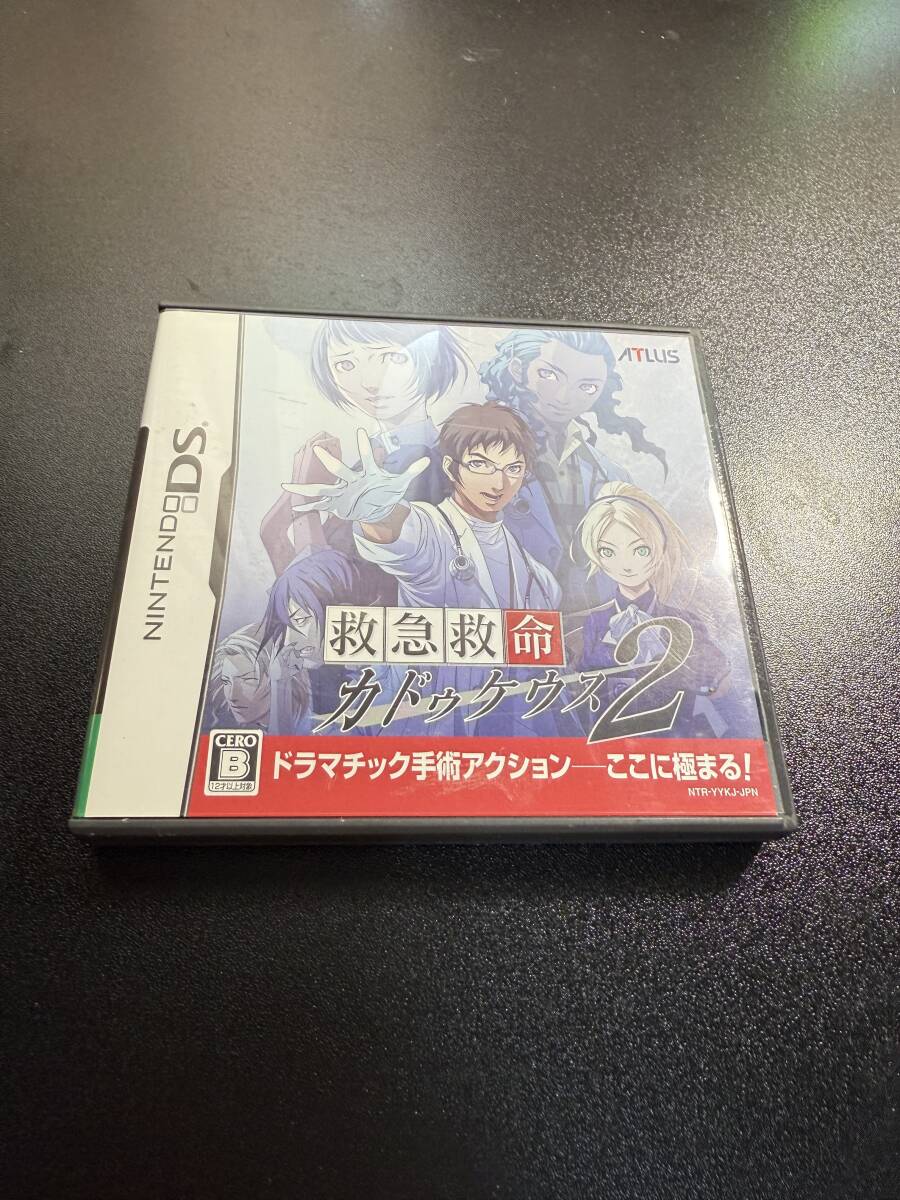 ATLUS
NINTENDO DS®
救急救命
カドゥケウス2
CERO
B
12才以上対象
ドラマチック手術アクション──ここに極まる!
NTR-YYKJ-JPN